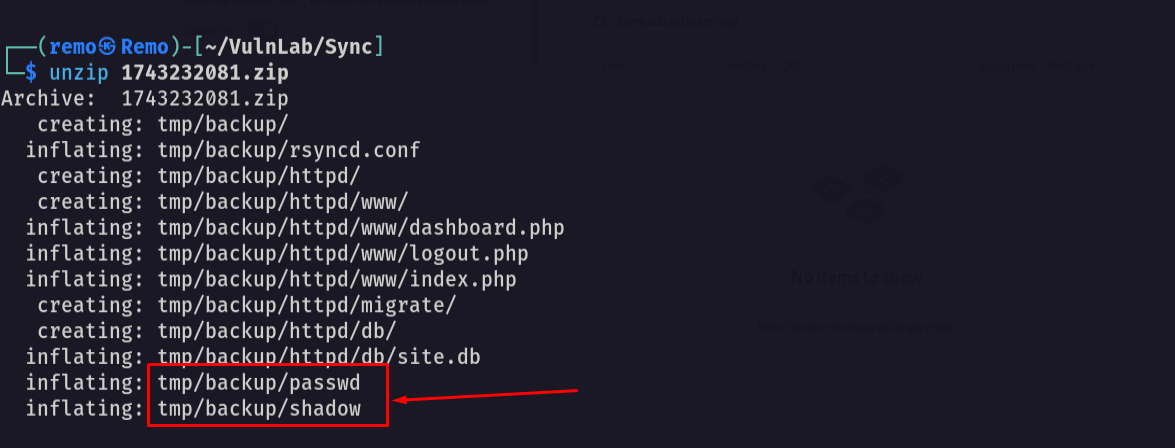 ┌──(remo㉿Remo)-[~/VulnLab/Sync]
└─$ unzip 1743232081.zip
Archive:  1743232081.zip
   creating: tmp/backup/
  inflating: tmp/backup/rsyncd.conf
   creating: tmp/backup/httpd/
   creating: tmp/backup/httpd/www/
  inflating: tmp/backup/httpd/www/dashboard.php
  inflating: tmp/backup/httpd/www/logout.php
  inflating: tmp/backup/httpd/www/index.php
   creating: tmp/backup/httpd/migrate/
   creating: tmp/backup/httpd/db/
  inflating: tmp/backup/httpd/db/site.db
  inflating: tmp/backup/passwd
  inflating: tmp/backup/shadow
No items to show